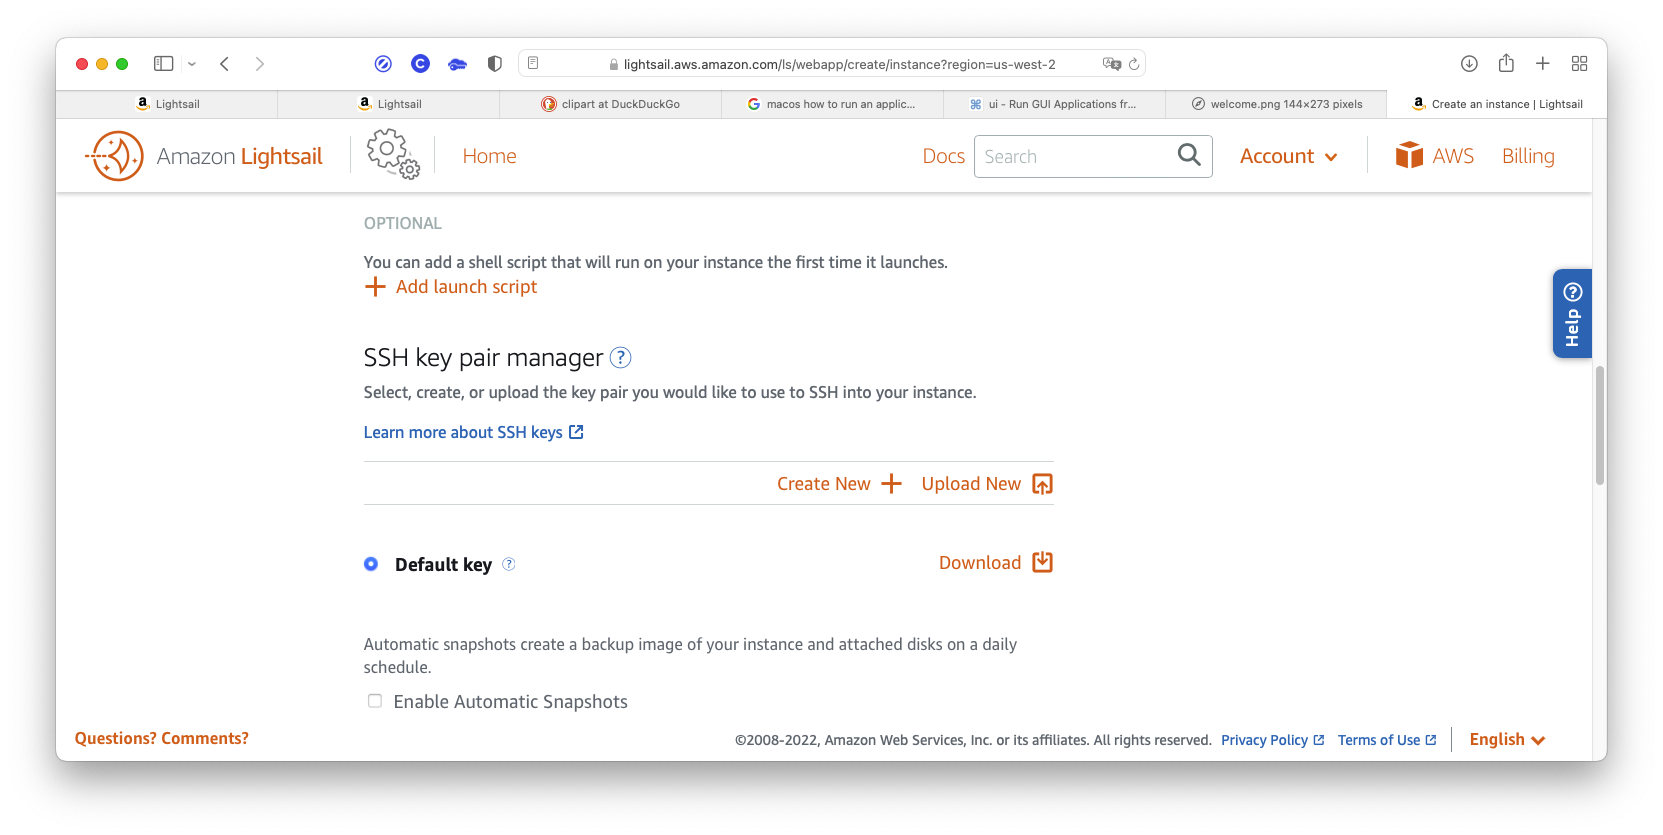 lightsail.aws.amazon.com/ls/webapp/create/instance?region=us-west-2
Lightsail
Lightsail
clipart at DuckDuckGo
macos how to run an applic...
ui - Run GUI Applications fr...
welcome.png 144×273 pixels
Create an instance | Lightsail
Amazon Lightsail
Home
Docs
Search
Account
AWS
Billing
OPTIONAL
You can add a shell script that will run on your instance the first time it launches.
Add launch script
Help
SSH key pair manager ?
Select, create, or upload the key pair you would like to use to SSH into your instance.
Learn more about SSH keys
Create New
Upload New
Default key ?
Download
Automatic snapshots create a backup image of your instance and attached disks on a daily
schedule.
Enable Automatic Snapshots
Questions? Comments?
©2008-2022, Amazon Web Services, Inc. or its affiliates. All rights reserved.
Privacy Policy
Terms of Use
English